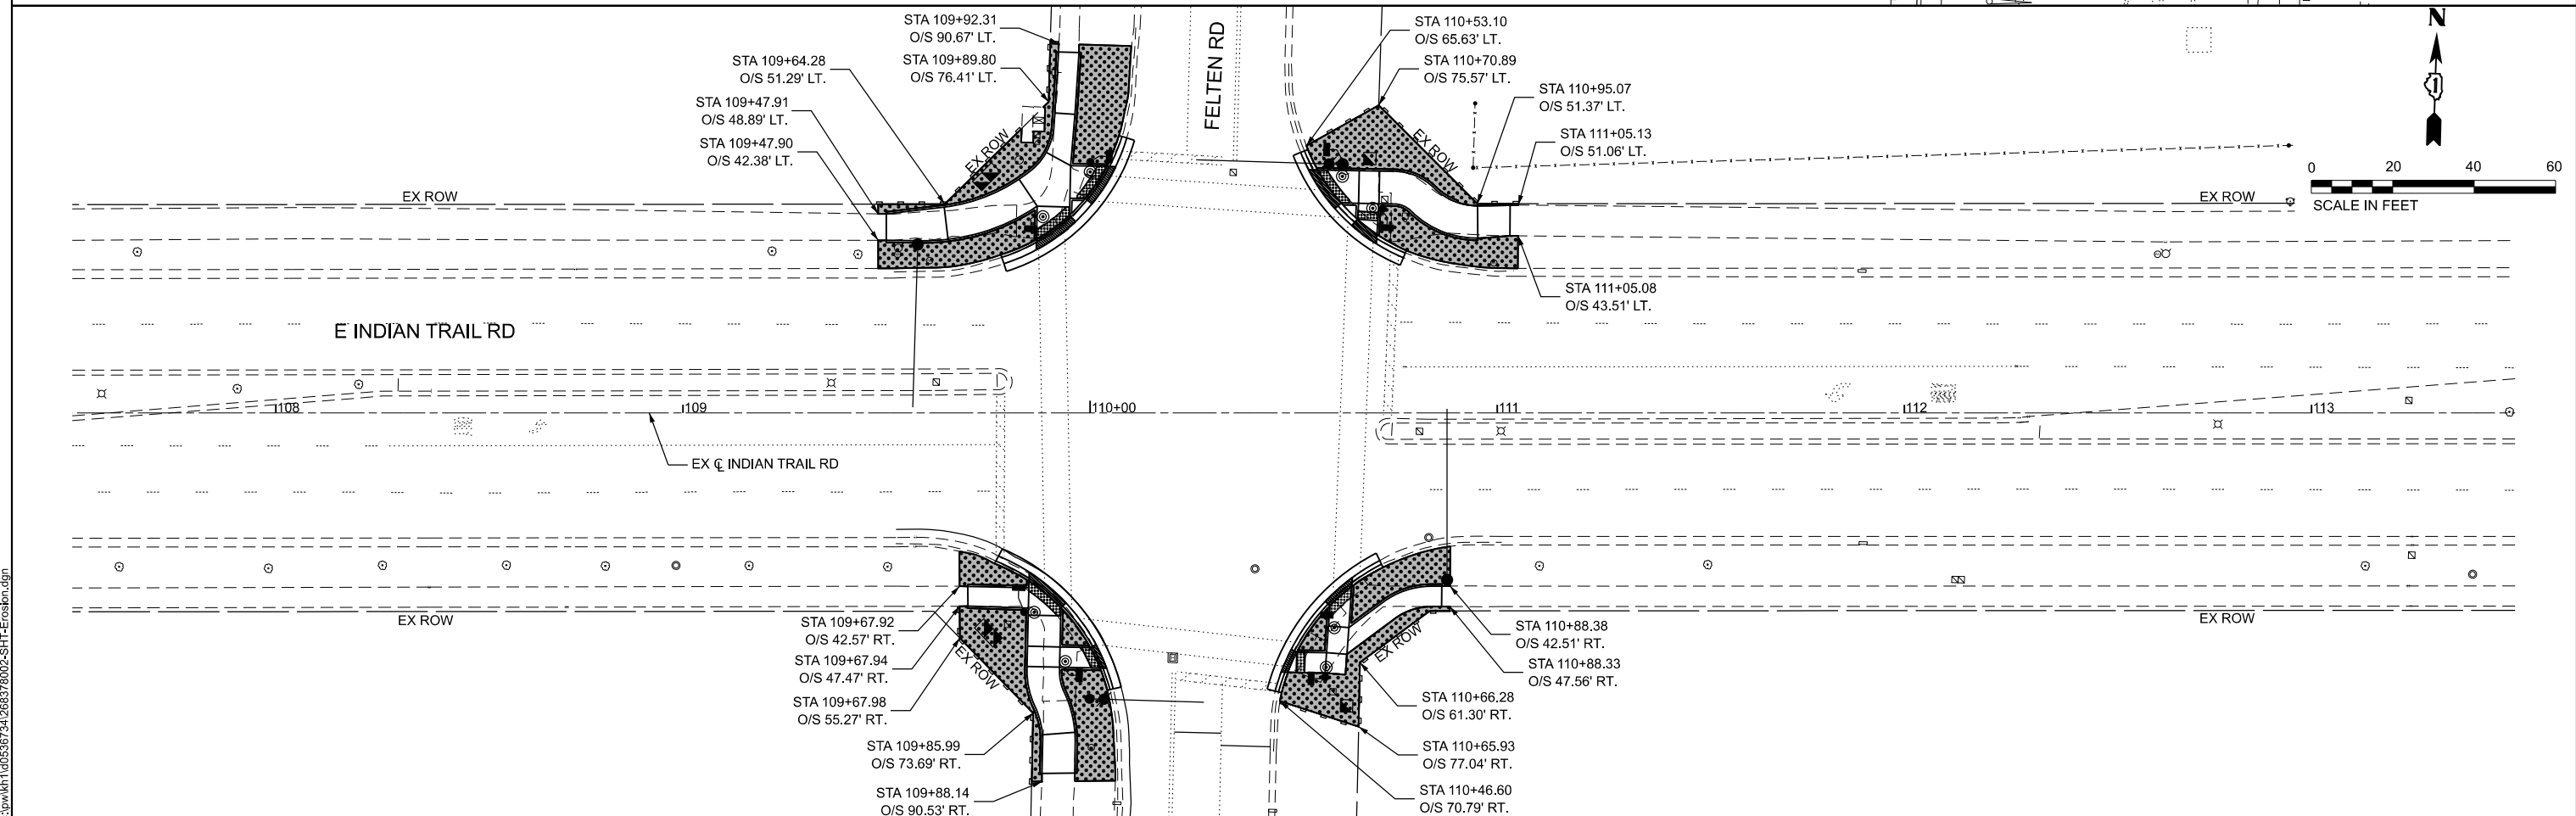 STA 109+92.31
O/S 90.67' LT.
STA 109+89.80
O/S 76.41' LT.
STA 109+64.28
O/S 51.29' LT.
STA 109+47.91
O/S 48.89' LT.
STA 109+47.90
O/S 42.38' LT.
EX ROW
EX ROW
FELTEN RD
STA 110+53.10
O/S 65.63' LT.
STA 110+70.89
O/S 75.57' LT.
STA 110+95.07
O/S 51.37' LT.
STA 111+05.13
O/S 51.06' LT.
EX ROW
EX ROW
STA 111+05.08
O/S 43.51' LT.
N
0 20 40 60
SCALE IN FEET
E INDIAN TRAIL RD
108
109
110+00
111
112
113
EX CL INDIAN TRAIL RD
EX ROW
STA 109+67.92
O/S 42.57' RT.
STA 109+67.94
O/S 47.47' RT.
STA 109+67.98
O/S 55.27' RT.
EX ROW
STA 109+85.99
O/S 73.69' RT.
STA 109+88.14
O/S 90.53' RT.
EX ROW
STA 110+88.38
O/S 42.51' RT.
STA 110+88.33
O/S 47.56' RT.
STA 110+66.28
O/S 61.30' RT.
STA 110+65.93
O/S 77.04' RT.
STA 110+46.60
O/S 70.79' RT.
EX ROW